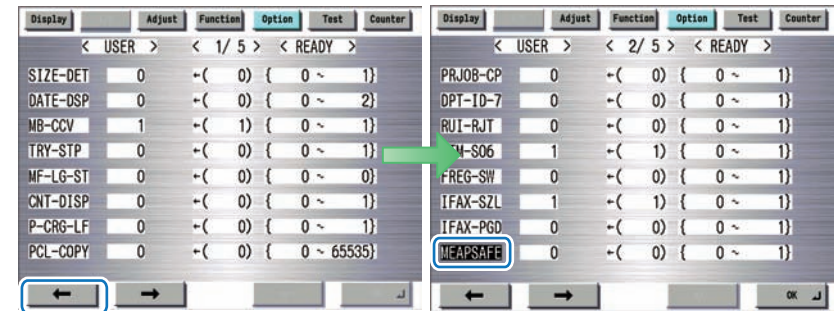 Display Adjust Function Option Test Counter
< USER > < 1/ 5 > < READY >
SIZE-DET 0 ←( 0) { 0 ~ 1}
DATE-DSP 0 ←( 0) { 0 ~ 2}
MB-CCV 1 ←( 1) { 0 ~ 1}
TRY-STP 0 ←( 0) { 0 ~ 1}
MF-LG-ST 0 ←( 0) { 0 ~ 0}
CNT-DISP 0 ←( 0) { 0 ~ 1}
P-CRG-LF 0 ←( 0) { 0 ~ 1}
PCL-COPY 0 ←( 0) { 0 ~ 65535}
← →
Display Adjust Function Option Test Counter
< USER > < 2/ 5 > < READY >
PRJOB-CP 0 ←( 0) { 0 ~ 1}
DPT-ID-7 0 ←( 0) { 0 ~ 1}
RUI-RJT 0 ←( 0) { 0 ~ 1}
-S06 1 ←( 1) { 0 ~ 1}
FREG-SW 0 ←( 0) { 0 ~ 1}
IFAX-SZL 1 ←( 1) { 0 ~ 1}
IFAX-PGD 0 ←( 0) { 0 ~ 1}
MEAPSAFE 0 ←( 0) { 0 ~ 1}
← → OK